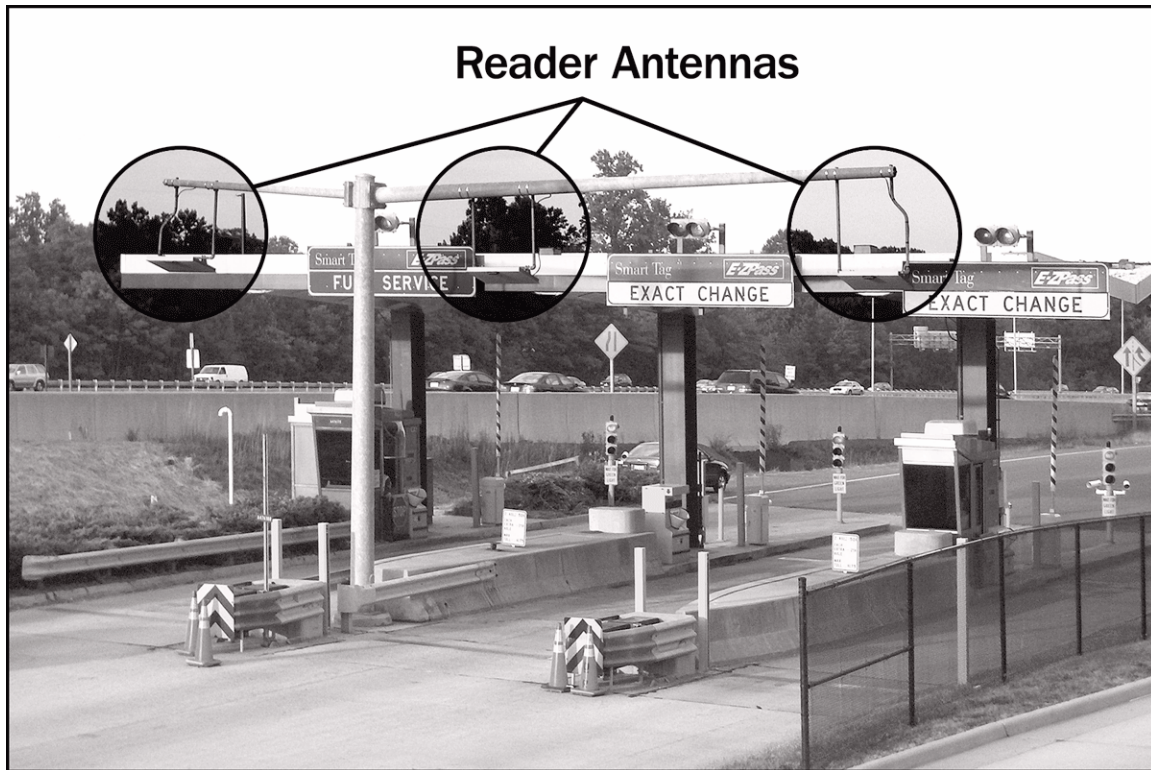 Reader Antennas
Smart Tag E-ZPass
FULL SERVICE
Smart Tag E-ZPass
EXACT CHANGE
Smart Tag E-ZPass
EXACT CHANGE